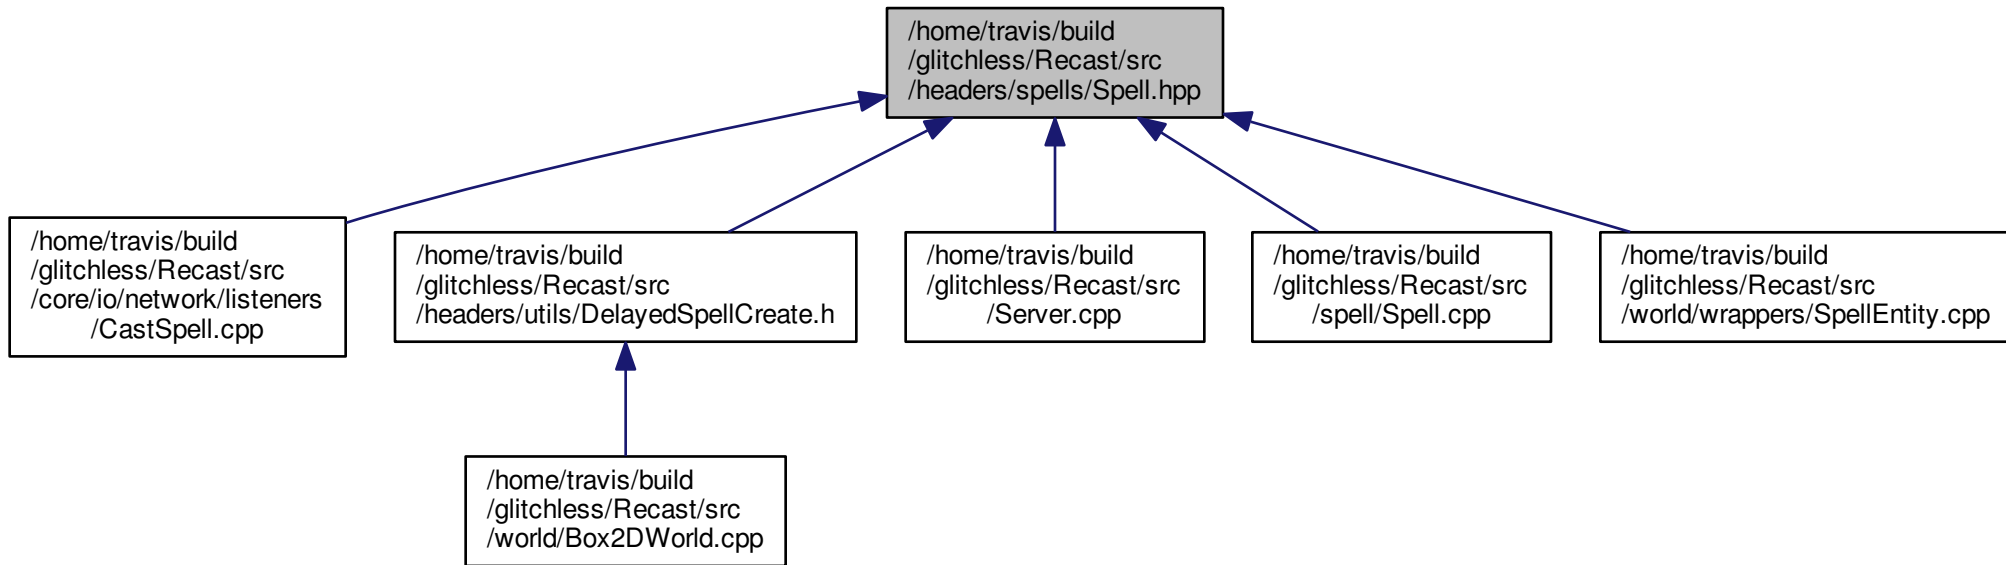 /home/travis/build
/glitchless/Recast/src
/headers/spells/Spell.hpp
/home/travis/build
/glitchless/Recast/src
/core/io/network/listeners
/CastSpell.cpp
/home/travis/build
/glitchless/Recast/src
/headers/utils/DelayedSpellCreate.h
/home/travis/build
/glitchless/Recast/src
/Server.cpp
/home/travis/build
/glitchless/Recast/src
/spell/Spell.cpp
/home/travis/build
/glitchless/Recast/src
/world/wrappers/SpellEntity.cpp
/home/travis/build
/glitchless/Recast/src
/world/Box2DWorld.cpp